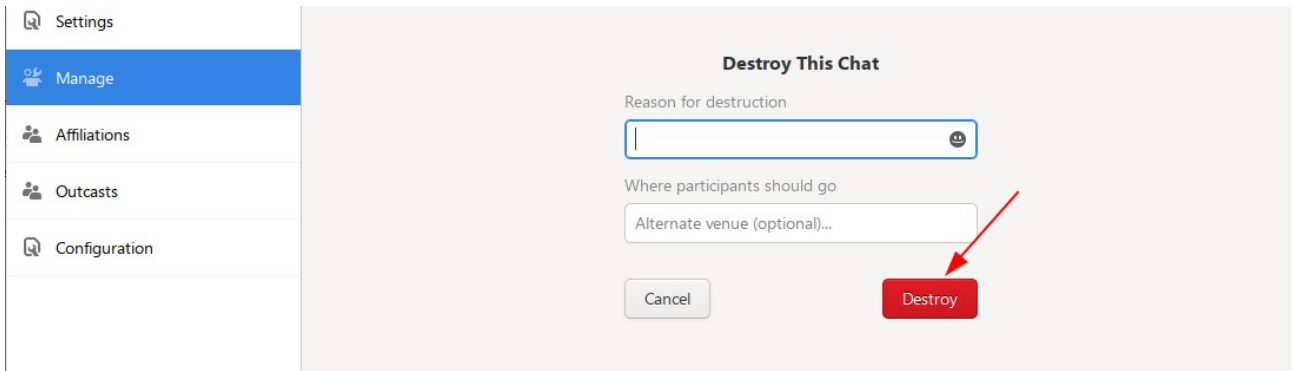 Settings
Manage
Affiliations
Outcasts
Configuration
Destroy This Chat
Reason for destruction
Where participants should go
Alternate venue (optional)...
Cancel
Destroy